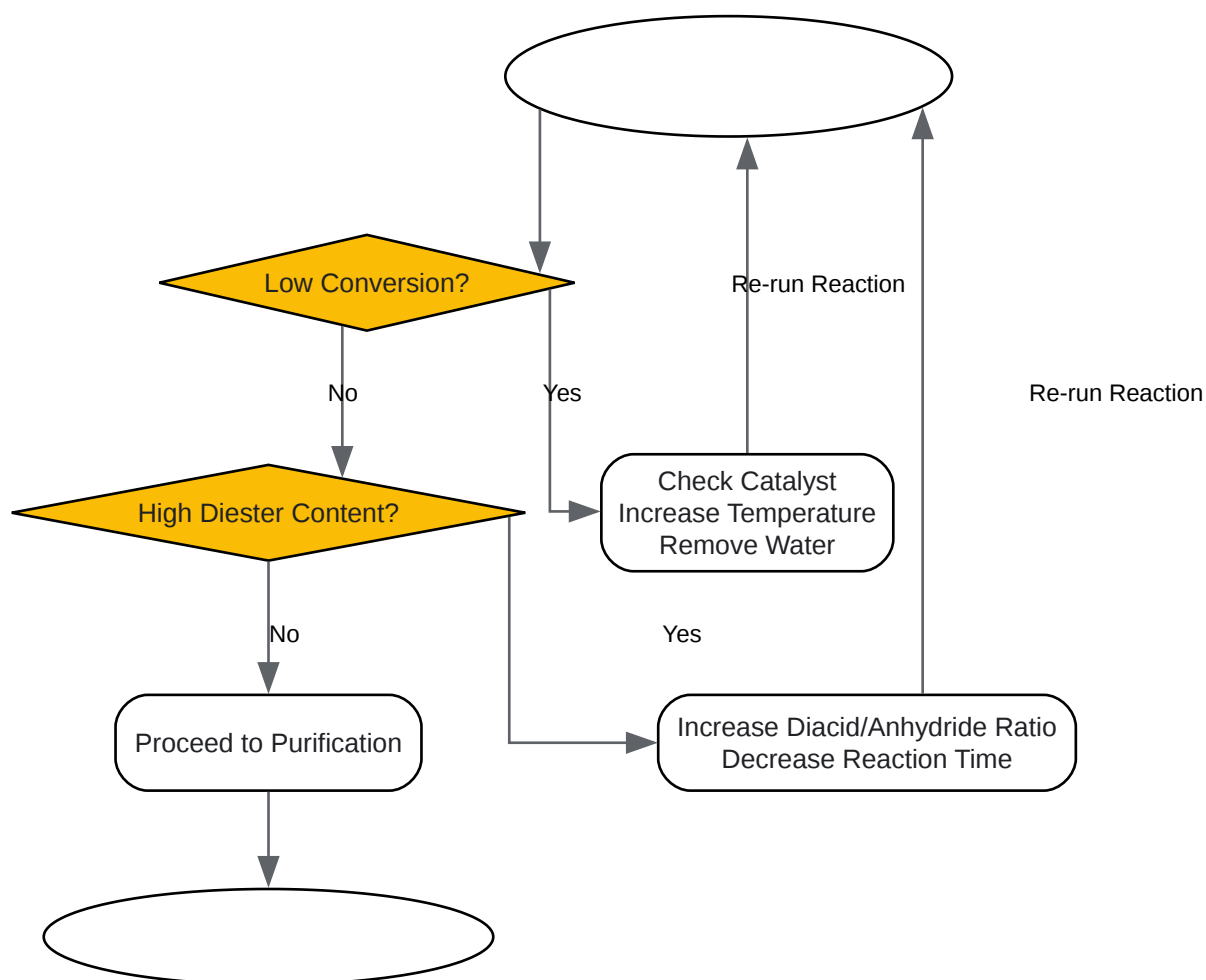 Low Conversion?
Re-run Reaction
No
Yes
Re-run Reaction
Check Catalyst
Increase Temperature
Remove Water
High Diester Content?
No
Yes
Proceed to Purification
Increase Diacid/Anhydride Ratio
Decrease Reaction Time